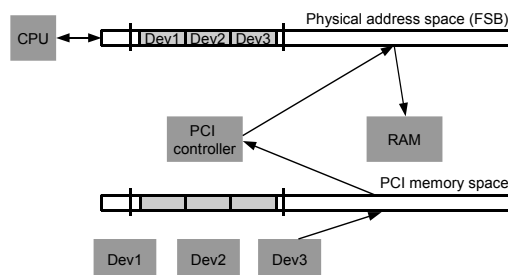 Physical address space (FSB)
CPU
Dev1 Dev2 Dev3
PCI
controller
RAM
PCI memory space
Dev1 Dev2 Dev3